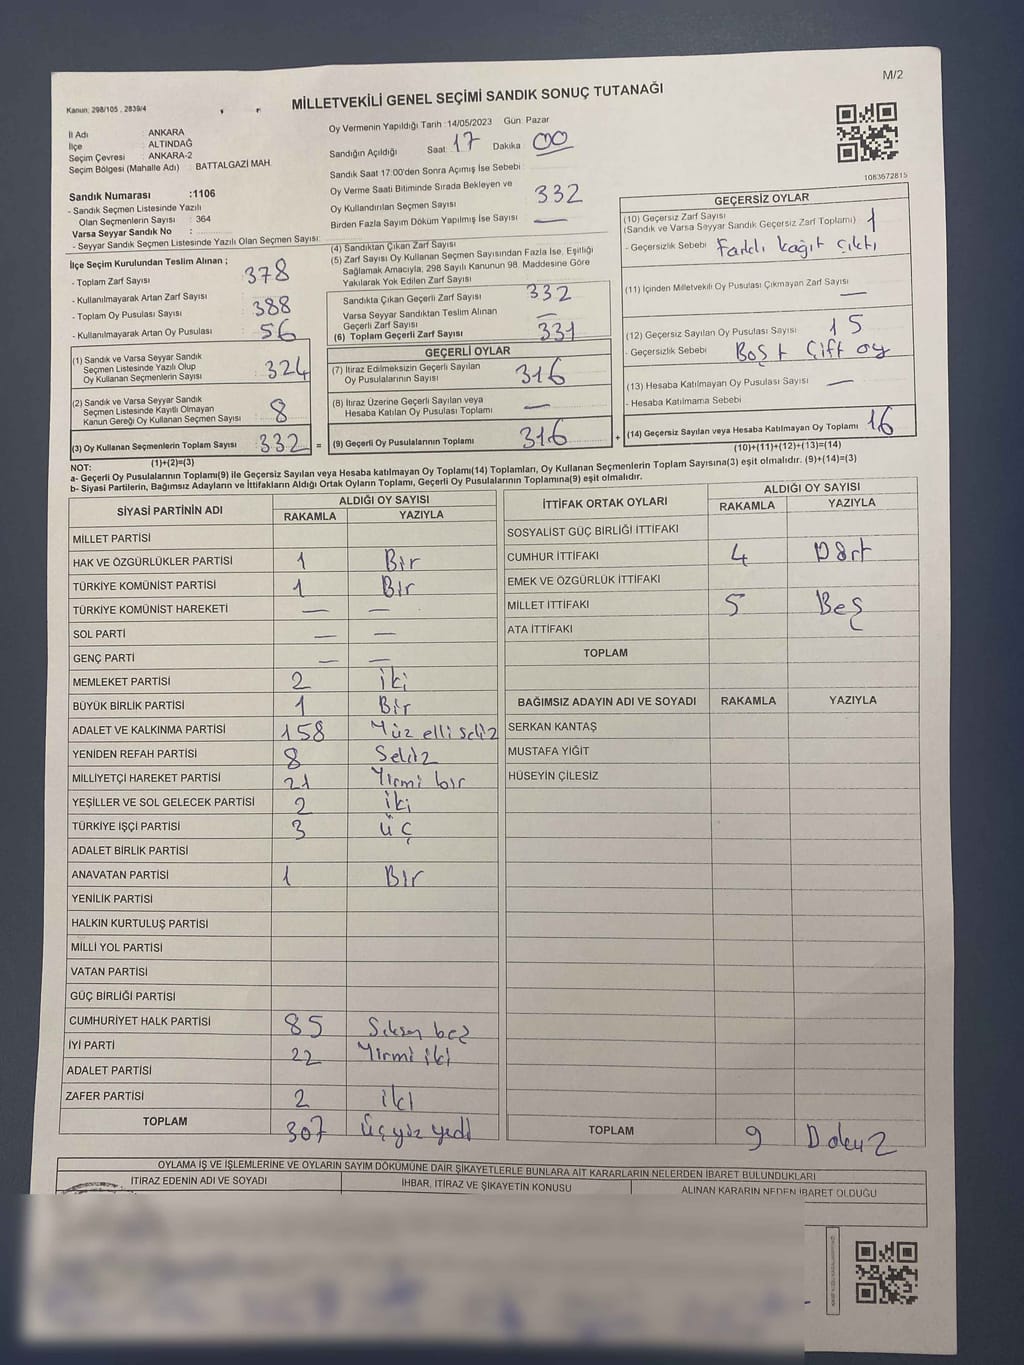 M/2
Kanun: 298/105 , 2839/4
MİLLETVEKİLİ GENEL SEÇİMİ SANDIK SONUÇ TUTANAĞI
İl Adı : ANKARA
İlçe : ALTINDAĞ
Seçim Çevresi : ANKARA-2
Seçim Bölgesi (Mahalle Adı) : BATTALGAZİ MAH.
Sandık Numarası :1106
- Sandık Seçmen Listesinde Yazılı
Olan Seçmenlerin Sayısı : 364
Varsa Seyyar Sandık No :
- Seyyar Sandık Seçmen Listesinde Yazılı Olan Seçmen Sayısı:
Oy Vermenin Yapıldığı Tarih :14/05/2023 Gün: Pazar
Sandığın Açıldığı Saat: 17 Dakika 00
Sandık Saat 17:00'den Sonra Açımış İse Sebebi :
Oy Verme Saati Bitiminde Sırada Bekleyen ve
Oy Kullandırılan Seçmen Sayısı 332
Birden Fazla Sayım Döküm Yapılmış İse Sayısı —
1083672815
İlçe Seçim Kurulundan Teslim Alınan ;
- Toplam Zarf Sayısı : 378
- Kullanılmayarak Artan Zarf Sayısı :
- Toplam Oy Pusulası Sayısı : 388
- Kullanılmayarak Artan Oy Pusulası : 56
(1) Sandık ve Varsa Seyyar Sandık
Seçmen Listesinde Yazılı Olup
Oy Kullanan Seçmenlerin Sayısı : 324
(2) Sandık ve Varsa Seyyar Sandık
Seçmen Listesinde Kayıtlı Olmayan
Kanun Gereği Oy Kullanan Seçmen Sayısı : 8
(3) Oy Kullanan Seçmenlerin Toplam Sayısı : 332 =
(1)+(2)=(3)
(4) Sandıktan Çıkan Zarf Sayısı
(5) Zarf Sayısı Oy Kullanan Seçmen Sayısından Fazla İse, Eşitliği
Sağlamak Amacıyla, 298 Sayılı Kanunun 98. Maddesine Göre
Yakılarak Yok Edilen Zarf Sayısı
Sandıkta Çıkan Geçerli Zarf Sayısı 332
Varsa Seyyar Sandıktan Teslim Alınan
Geçerli Zarf Sayısı —
(6) Toplam Geçerli Zarf Sayısı 331
GEÇERLİ OYLAR
(7) İtiraz Edilmeksizin Geçerli Sayılan
Oy Pusulalarının Sayısı 316
(8) İtiraz Üzerine Geçerli Sayılan veya
Hesaba Katılan Oy Pusulası Toplamı —
(9) Geçerli Oy Pusulalarının Toplamı 316 +
GEÇERSİZ OYLAR
(10) Geçersiz Zarf Sayısı
(Sandık ve Varsa Seyyar Sandık Geçersiz Zarf Toplamı) 1
- Geçersizlik Sebebi Farklı kağıt çıktı
(11) İçinden Milletvekili Oy Pusulası Çıkmayan Zarf Sayısı —
(12) Geçersiz Sayılan Oy Pusulası Sayısı 15
- Geçersizlik Sebebi Boş + Çift oy
(13) Hesaba Katılmayan Oy Pusulası Sayısı —
- Hesaba Katılmama Sebebi
(14) Geçersiz Sayılan veya Hesaba Katılmayan Oy Toplamı 16
(10)+(11)+(12)+(13)=(14)
NOT:
a- Geçerli Oy Pusulalarının Toplamı(9) ile Geçersiz Sayılan veya Hesaba katılmayan Oy Toplamı(14) Toplamları, Oy Kullanan Seçmenlerin Toplam Sayısına(3) eşit olmalıdır. (9)+(14)=(3)
b- Siyasi Partilerin, Bağımsız Adayların ve İttifakların Aldığı Ortak Oyların Toplamı, Geçerli Oy Pusulalarının Toplamına(9) eşit olmalıdır.
SİYASİ PARTİNİN ADI ALDIĞI OY SAYISI
RAKAMLA YAZIYLA
MİLLET PARTİSİ
HAK VE ÖZGÜRLÜKLER PARTİSİ 1 Bir
TÜRKİYE KOMÜNİST PARTİSİ 1 Bir
TÜRKİYE KOMÜNİST HAREKETİ — —
SOL PARTİ — —
GENÇ PARTİ — —
MEMLEKET PARTİSİ 2 iki
BÜYÜK BİRLİK PARTİSİ 1 Bir
ADALET VE KALKINMA PARTİSİ 158 Yüz elli sekiz
YENİDEN REFAH PARTİSİ 8 Sekiz
MİLLİYETÇİ HAREKET PARTİSİ 21 Yirmi bir
YEŞİLLER VE SOL GELECEK PARTİSİ 2 iki
TÜRKİYE İŞÇİ PARTİSİ 3 üç
ADALET BİRLİK PARTİSİ
ANAVATAN PARTİSİ 1 Bir
YENİLİK PARTİSİ
HALKIN KURTULUŞ PARTİSİ
MİLLİ YOL PARTİSİ
VATAN PARTİSİ
GÜÇ BİRLİĞİ PARTİSİ
CUMHURİYET HALK PARTİSİ 85 Seksen beş
İYİ PARTİ 22 Yirmi iki
ADALET PARTİSİ
ZAFER PARTİSİ 2 iki
TOPLAM 307 Üçyüz yedi
İTTİFAK ORTAK OYLARI ALDIĞI OY SAYISI
RAKAMLA YAZIYLA
SOSYALİST GÜÇ BİRLİĞİ İTTİFAKI
CUMHUR İTTİFAKI 4 Dört
EMEK VE ÖZGÜRLÜK İTTİFAKI
MİLLET İTTİFAKI 5 Beş
ATA İTTİFAKI
TOPLAM
BAĞIMSIZ ADAYIN ADI VE SOYADI RAKAMLA YAZIYLA
SERKAN KANTAŞ
MUSTAFA YİĞİT
HÜSEYİN ÇİLESİZ
TOPLAM 9 Dokuz
OYLAMA İŞ VE İŞLEMLERİNE VE OYLARIN SAYIM DÖKÜMÜNE DAİR ŞİKAYETLERLE BUNLARA AİT KARARLARIN NELERDEN İBARET BULUNDUKLARI
İTİRAZ EDENİN ADI VE SOYADI İHBAR, İTİRAZ VE ŞİKAYETİN KONUSU ALINAN KARARIN NEDEN İBARET OLDUĞU